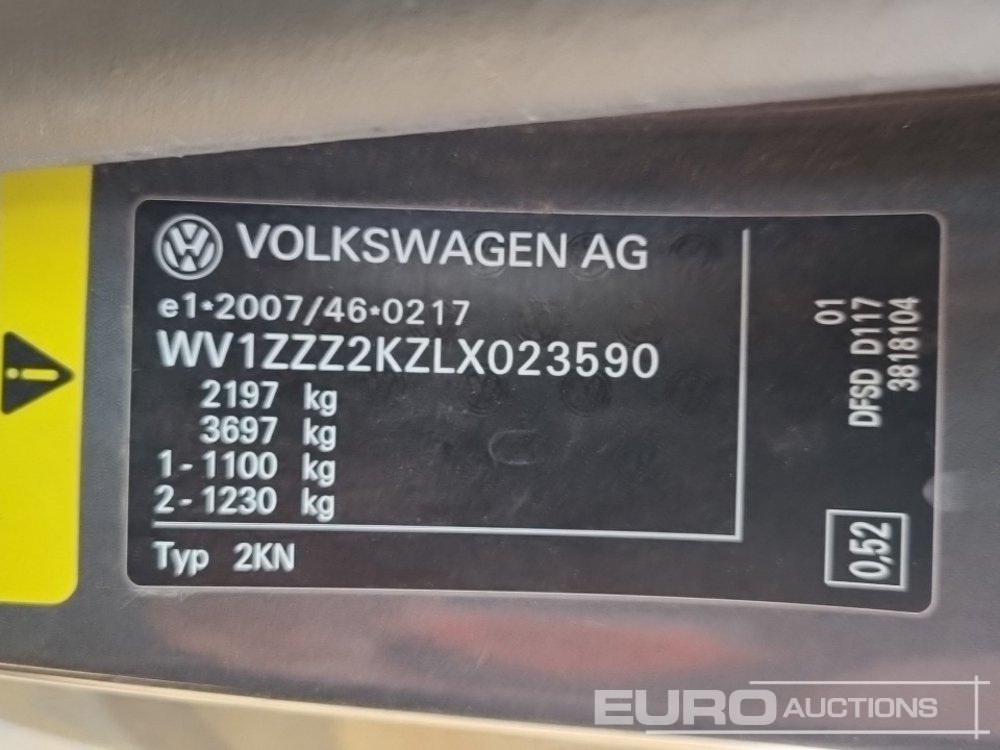 VOLKSWAGEN AG
e1*2007/46*0217
WV1ZZZ2KZLX023590
2197 kg
3697 kg
1-1100 kg
2-1230 kg
Typ 2KN
01
DFSD D117
3818104
0,52
EURO AUCTIONS